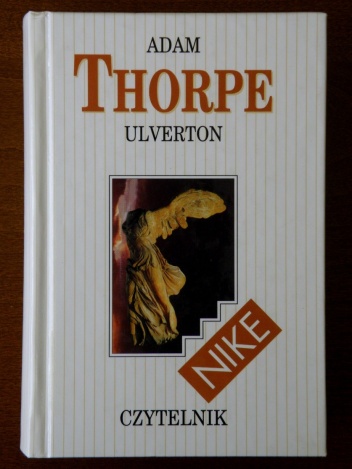 ADAM
THORPE
ULVERTON
NIKE
CZYTELNIK